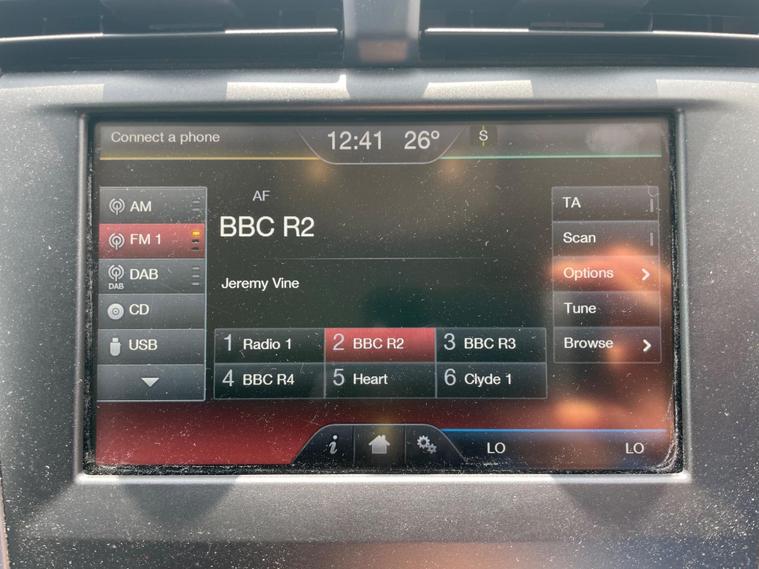 Connect a phone
12:41 26° S
AF
BBC R2
Jeremy Vine
AM
FM 1
DAB
DAB
CD
USB
TA
Scan
Options
Tune
Browse
1 Radio 1 2 BBC R2 3 BBC R3
4 BBC R4 5 Heart 6 Clyde 1
i
LO LO